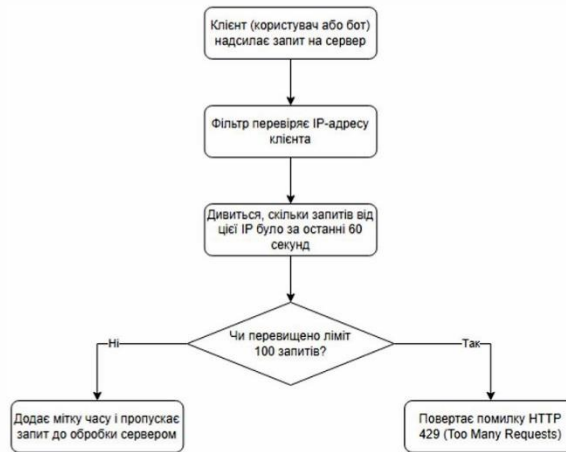 Клієнт (користувач або бот)
надсилає запит на сервер
Фільтр перевіряє IP-адресу
клієнта
Дивиться, скільки запитів від
цієї IP було за останні 60
секунд
Чи перевищено ліміт
100 запитів?
Ні
Так
Додає мітку часу і пропускає
запит до обробки сервером
Повертає помилку HTTP
429 (Too Many Requests)